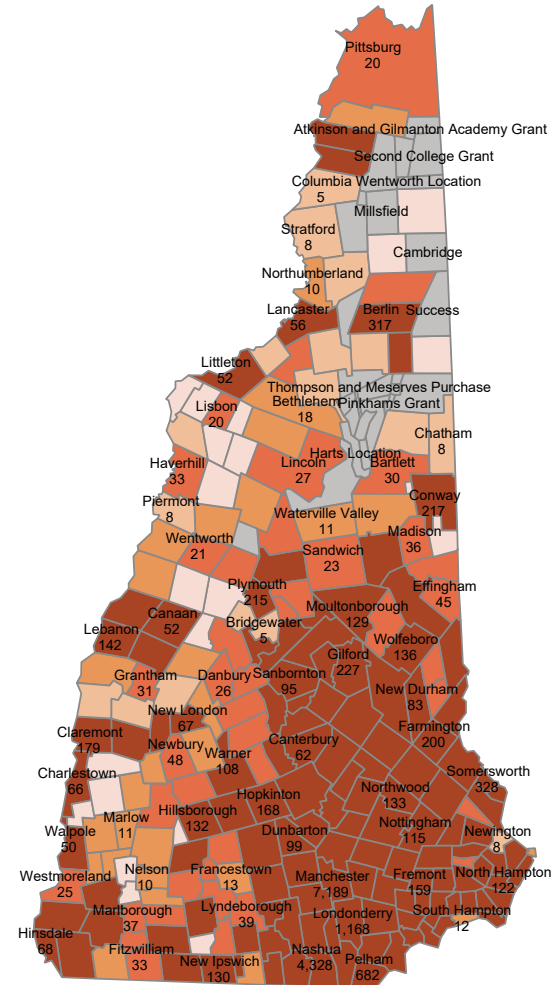 Pittsburg
20
Atkinson and Gilmanton Academy Grant
Second College Grant
Columbia
5
Wentworth Location
Millsfield
Stratford
8
Cambridge
Northumberland
10
Lancaster
56
Berlin
317
Success
Littleton
52
Thompson and Meserves Purchase
Bethlehem
18
Pinkhams Grant
Lisbon
20
Chatham
8
Harts Location
Haverhill
33
Lincoln
27
Bartlett
30
Piermont
8
Conway
217
Waterville Valley
11
Wentworth
21
Madison
36
Sandwich
23
Plymouth
215
Effingham
45
Moultonborough
129
Canaan
52
Bridgewater
5
Lebanon
142
Wolfeboro
136
Gilford
227
Grantham
31
Danbury
26
Sanbornton
95
New Durham
83
New London
67
Claremont
179
Farmington
200
Canterbury
62
Newbury
48
Warner
108
Charlestown
66
Somersworth
328
Hopkinton
168
Northwood
133
Hillsborough
132
Marlow
11
Nottingham
115
Walpole
50
Dunbarton
99
Newington
8
Westmoreland
25
Nelson
10
Francestown
13
Manchester
7,189
Fremont
159
North Hampton
122
Marlborough
37
Lyndeborough
39
Londonderry
1,168
South Hampton
12
Hinsdale
68
Fitzwilliam
33
New Ipswich
130
Nashua
4,328
Pelham
682